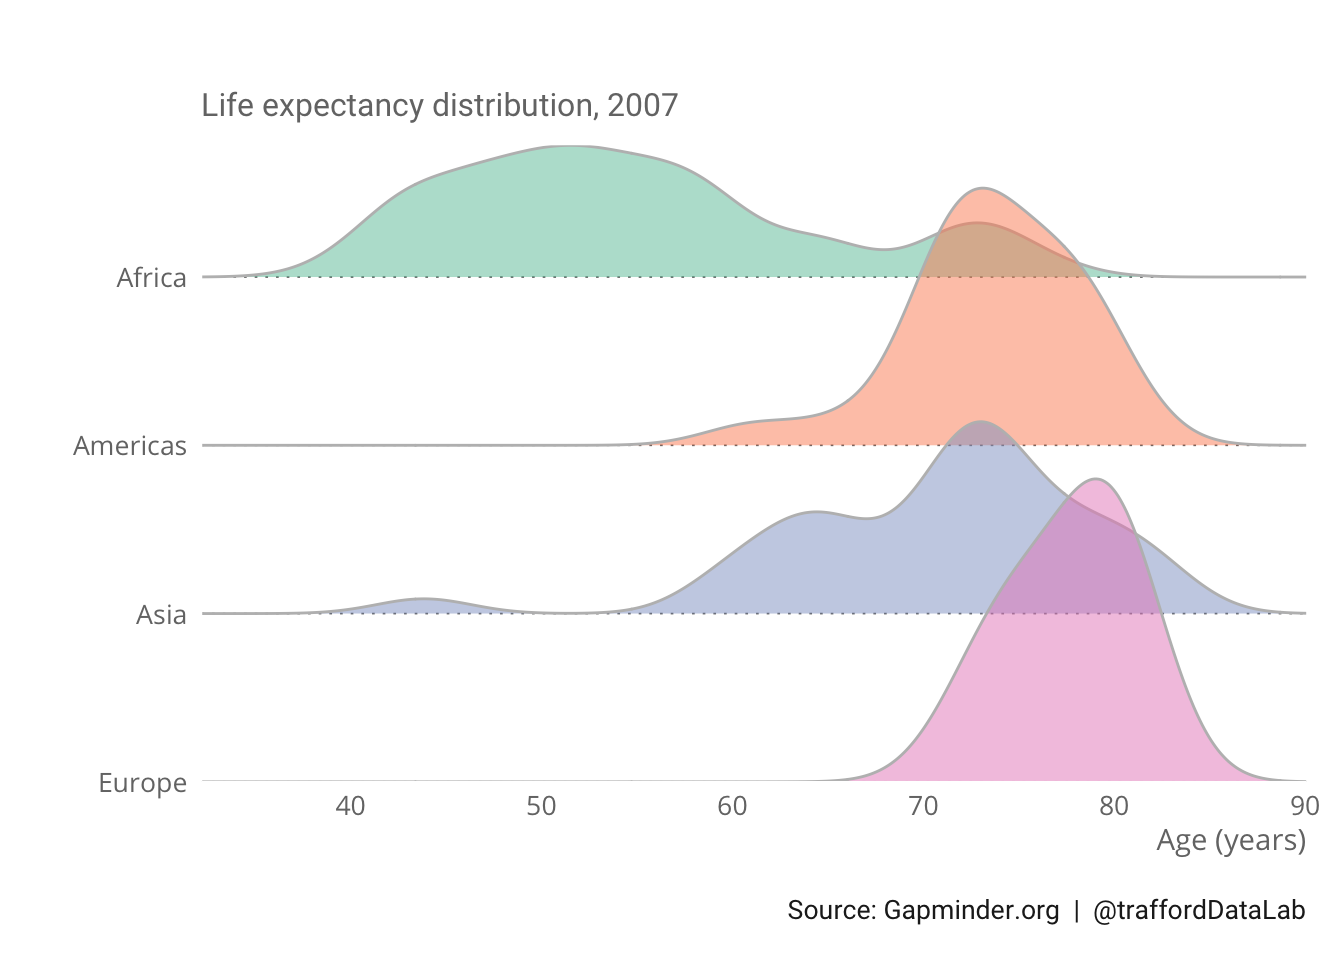 Life expectancy distribution, 2007
Africa
Americas
Asia
Europe
40 50 60 70 80 90
Age (years)
Source: Gapminder.org | @traffordDataLab